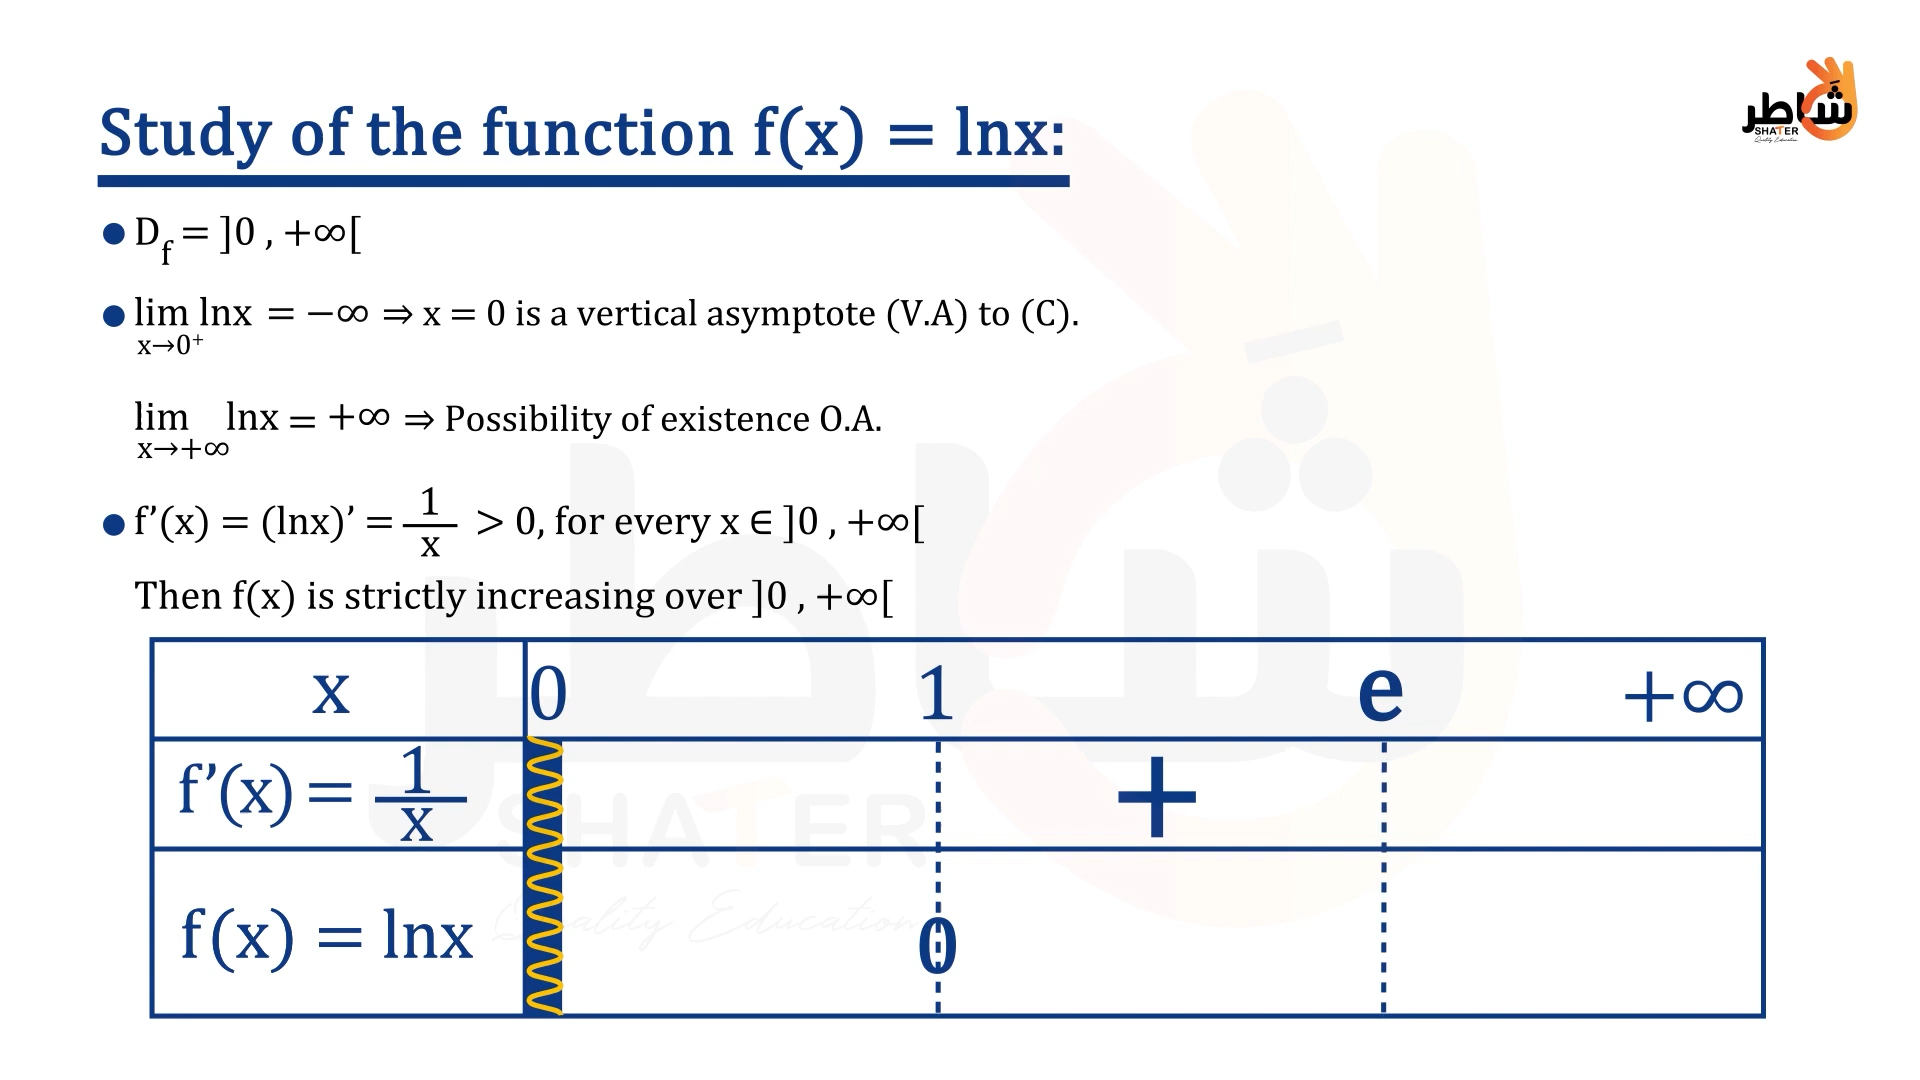 شاطر
SHATER
Quality Education
Study of the function f(x) = lnx:
● D_f = ]0 , +∞[
● lim lnx = −∞ ⇒ x = 0 is a vertical asymptote (V.A) to (C).
x→0⁺
lim lnx = +∞ ⇒ Possibility of existence O.A.
x→+∞
● f’(x) = (lnx)’ = 1/x > 0, for every x ∈ ]0 , +∞[
Then f(x) is strictly increasing over ]0 , +∞[
x 0 1 e +∞
f’(x) = 1/x +
f(x) = lnx 0
شاطر
SHATER
Quality Education